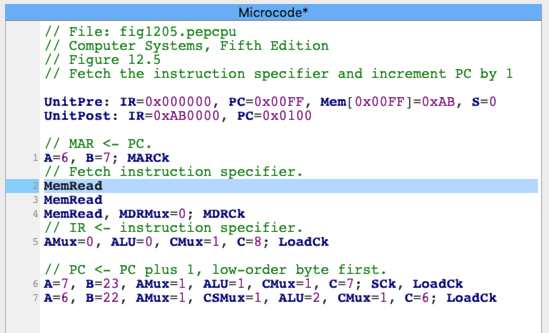 Microcode*
// File: fig1205.pepcpu
// Computer Systems, Fifth Edition
// Figure 12.5
// Fetch the instruction specifier and increment PC by 1
UnitPre: IR=0x000000, PC=0x00FF, Mem[0x00FF]=0xAB, S=0
UnitPost: IR=0xAB0000, PC=0x0100
// MAR <- PC.
1 A=6, B=7; MARCk
// Fetch instruction specifier.
2 MemRead
3 MemRead
4 MemRead, MDRMux=0; MDRCk
// IR <- instruction specifier.
5 AMux=0, ALU=0, CMux=1, C=8; LoadCk
// PC <- PC plus 1, low-order byte first.
6 A=7, B=23, AMux=1, ALU=1, CMux=1, C=7; SCk, LoadCk
7 A=6, B=22, AMux=1, CSMux=1, ALU=2, CMux=1, C=6; LoadCk